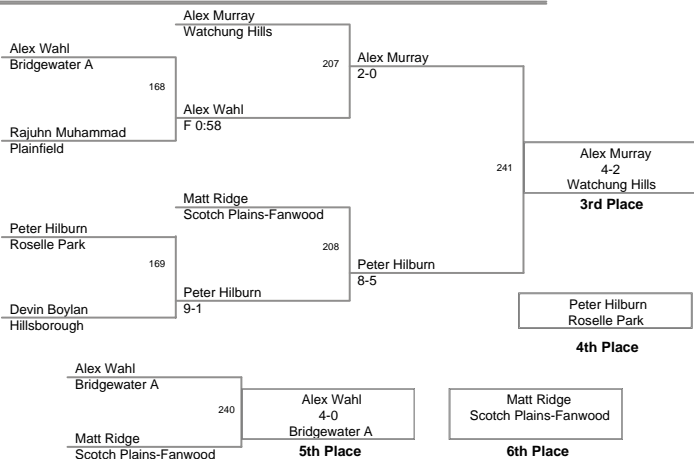 Alex Murray
Watchung Hills
Alex Wahl
Bridgewater A
207
Alex Murray
2-0
168
Alex Wahl
F 0:58
Rajuhn Muhammad
Plainfield
241
Alex Murray
4-2
Watchung Hills
3rd Place
Matt Ridge
Scotch Plains-Fanwood
Peter Hilburn
Roselle Park
208
169
Peter Hilburn
8-5
Peter Hilburn
9-1
Devin Boylan
Hillsborough
Peter Hilburn
Roselle Park
4th Place
Alex Wahl
Bridgewater A
240
Alex Wahl
4-0
Bridgewater A
5th Place
Matt Ridge
Scotch Plains-Fanwood
Matt Ridge
Scotch Plains-Fanwood
6th Place